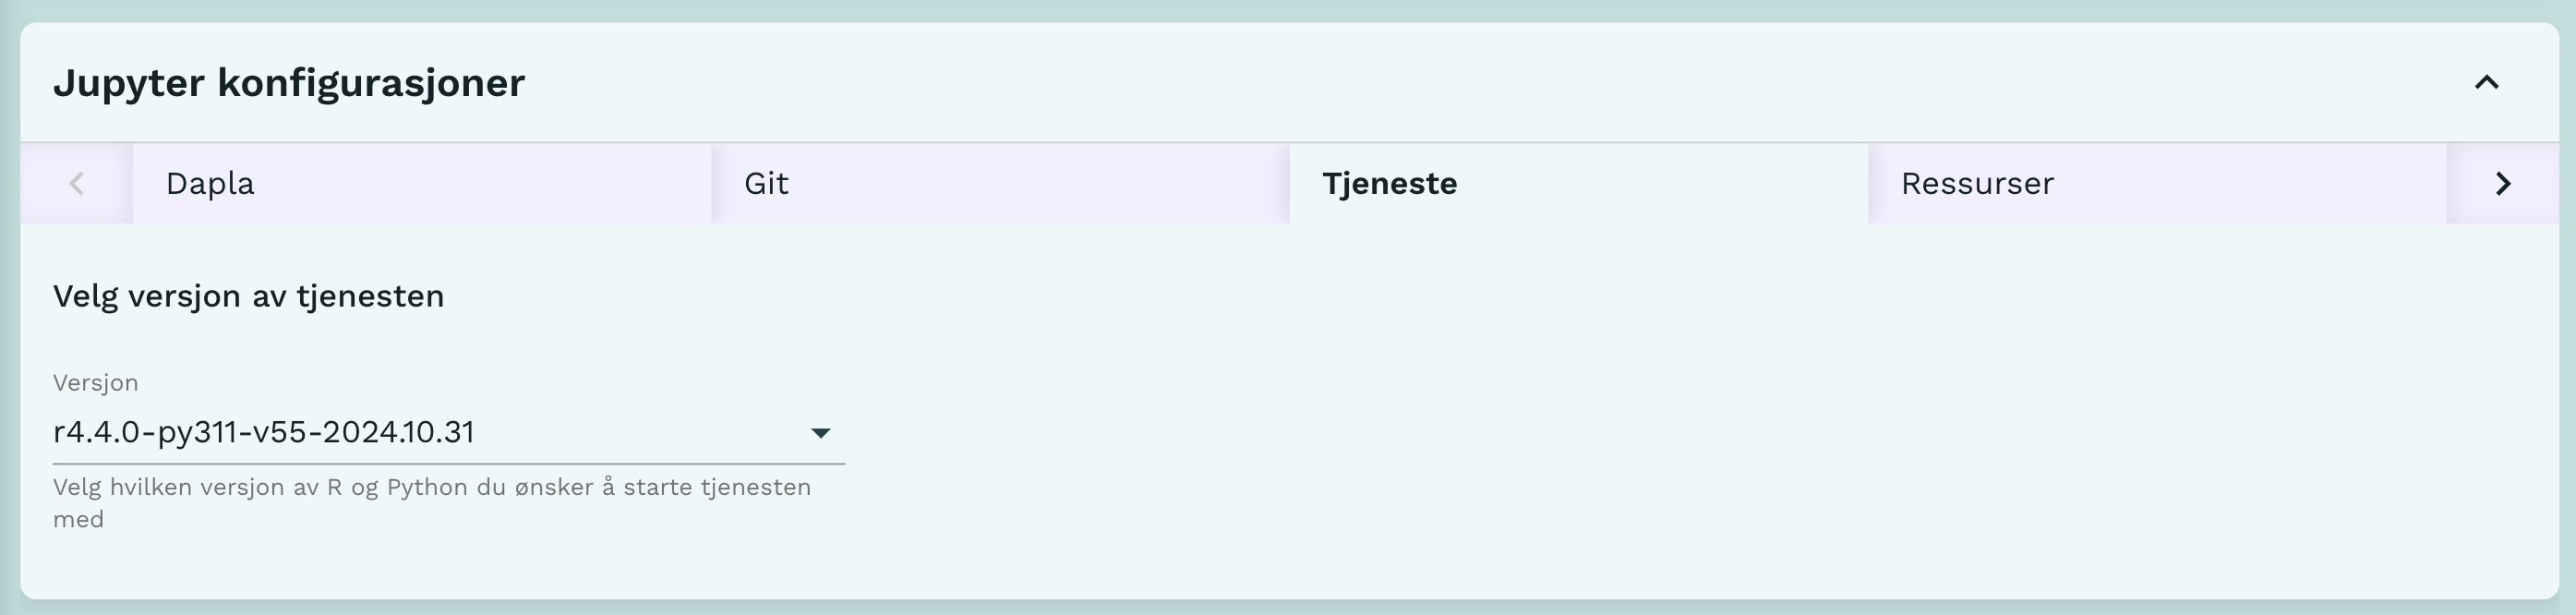 Jupyter konfigurasjoner
Dapla
Git
Tjeneste
Ressurser
Velg versjon av tjenesten
Versjon
r4.4.0-py311-v55-2024.10.31
Velg hvilken versjon av R og Python du ønsker å starte tjenesten
med